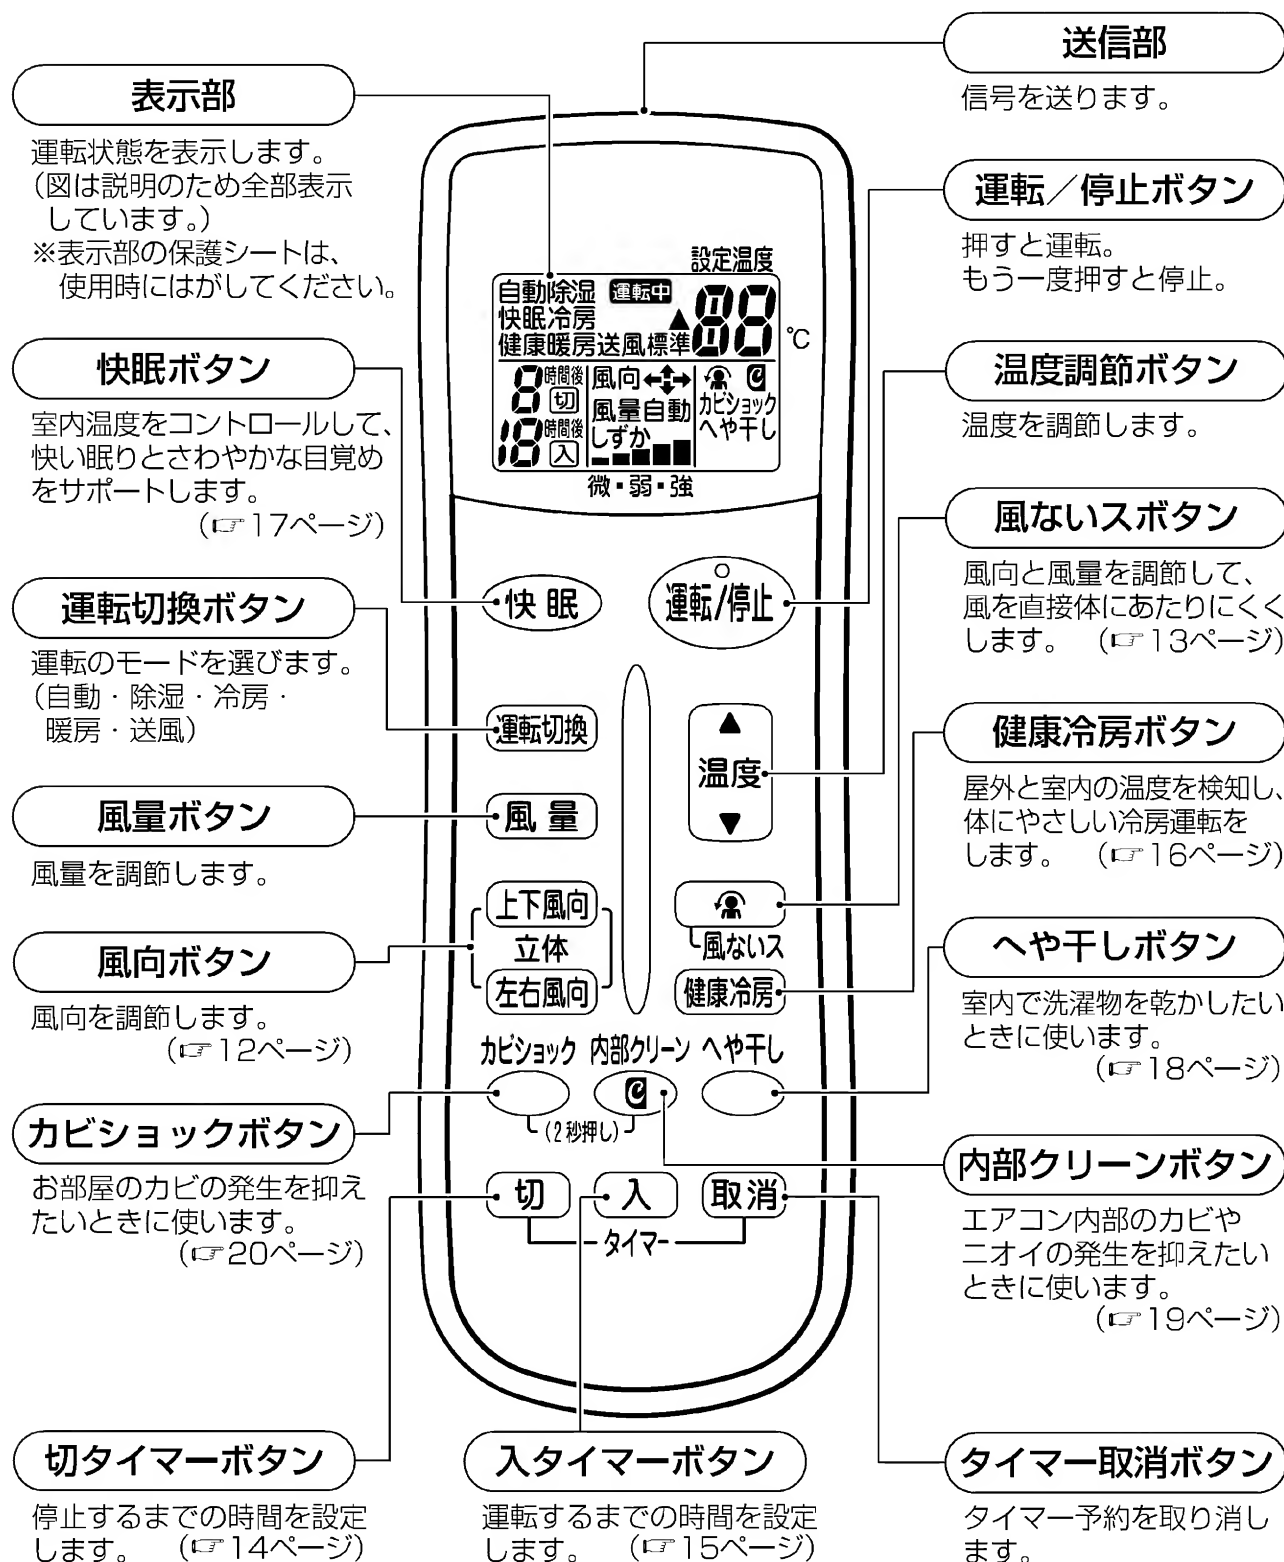 送信部
信号を送ります。
表示部
運転状態を表示します。
(図は説明のため全部表示
しています。)
※表示部の保護シートは、
使用時にはがしてください。
運転／停止ボタン
押すと運転。
もう一度押すと停止。
快眠ボタン
室内温度をコントロールして、
快い眠りとさわやかな目覚め
をサポートします。
(☞17ページ)
温度調節ボタン
温度を調節します。
風ないスボタン
風向と風量を調節して、
風を直接体にあたりにくく
します。 (☞13ページ)
運転切換ボタン
運転のモードを選びます。
(自動・除湿・冷房・
暖房・送風)
健康冷房ボタン
屋外と室内の温度を検知し、
体にやさしい冷房運転を
します。 (☞16ページ)
風量ボタン
風量を調節します。
風向ボタン
風向を調節します。
(☞12ページ)
へや干しボタン
室内で洗濯物を乾かしたい
ときに使います。
(☞18ページ)
カビショックボタン
お部屋のカビの発生を抑え
たいときに使います。
(☞20ページ)
内部クリーンボタン
エアコン内部のカビや
ニオイの発生を抑えたい
ときに使います。
(☞19ページ)
設定温度
自動除湿 運転中
快眠冷房 ▲88℃
健康暖房送風標準
8時間後 切
18時間後 入
風向
風量自動
しずか
カビショック
へや干し
微・弱・強
快眠
運転/停止
運転切換
▲
温度
▼
風量
上下風向
立体
左右風向
風ないス
健康冷房
カビショック 内部クリーン へや干し
(2秒押し)
切 入 取消
タイマー
切タイマーボタン
停止するまでの時間を設定
します。 (☞14ページ)
入タイマーボタン
運転するまでの時間を設定
します。 (☞15ページ)
タイマー取消ボタン
タイマー予約を取り消し
ます。